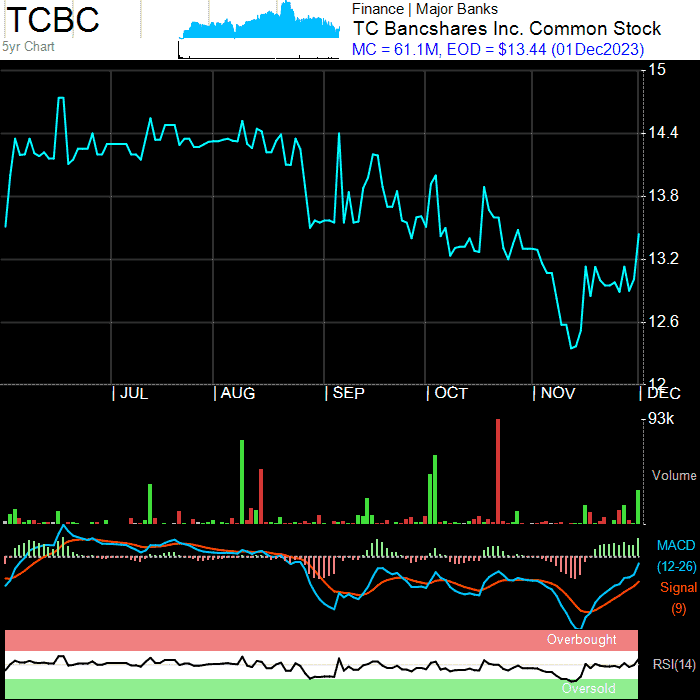 TCBC
5yr Chart
Finance | Major Banks
TC Bancshares Inc. Common Stock
MC = 61.1M, EOD = $13.44 (01Dec2023)
15
14.4
13.8
13.2
12.6
12
| JUL | AUG | SEP | OCT | NOV | DEC
93k
Volume
MACD
(12-26)
Signal
(9)
Overbought
RSI(14)
Oversold